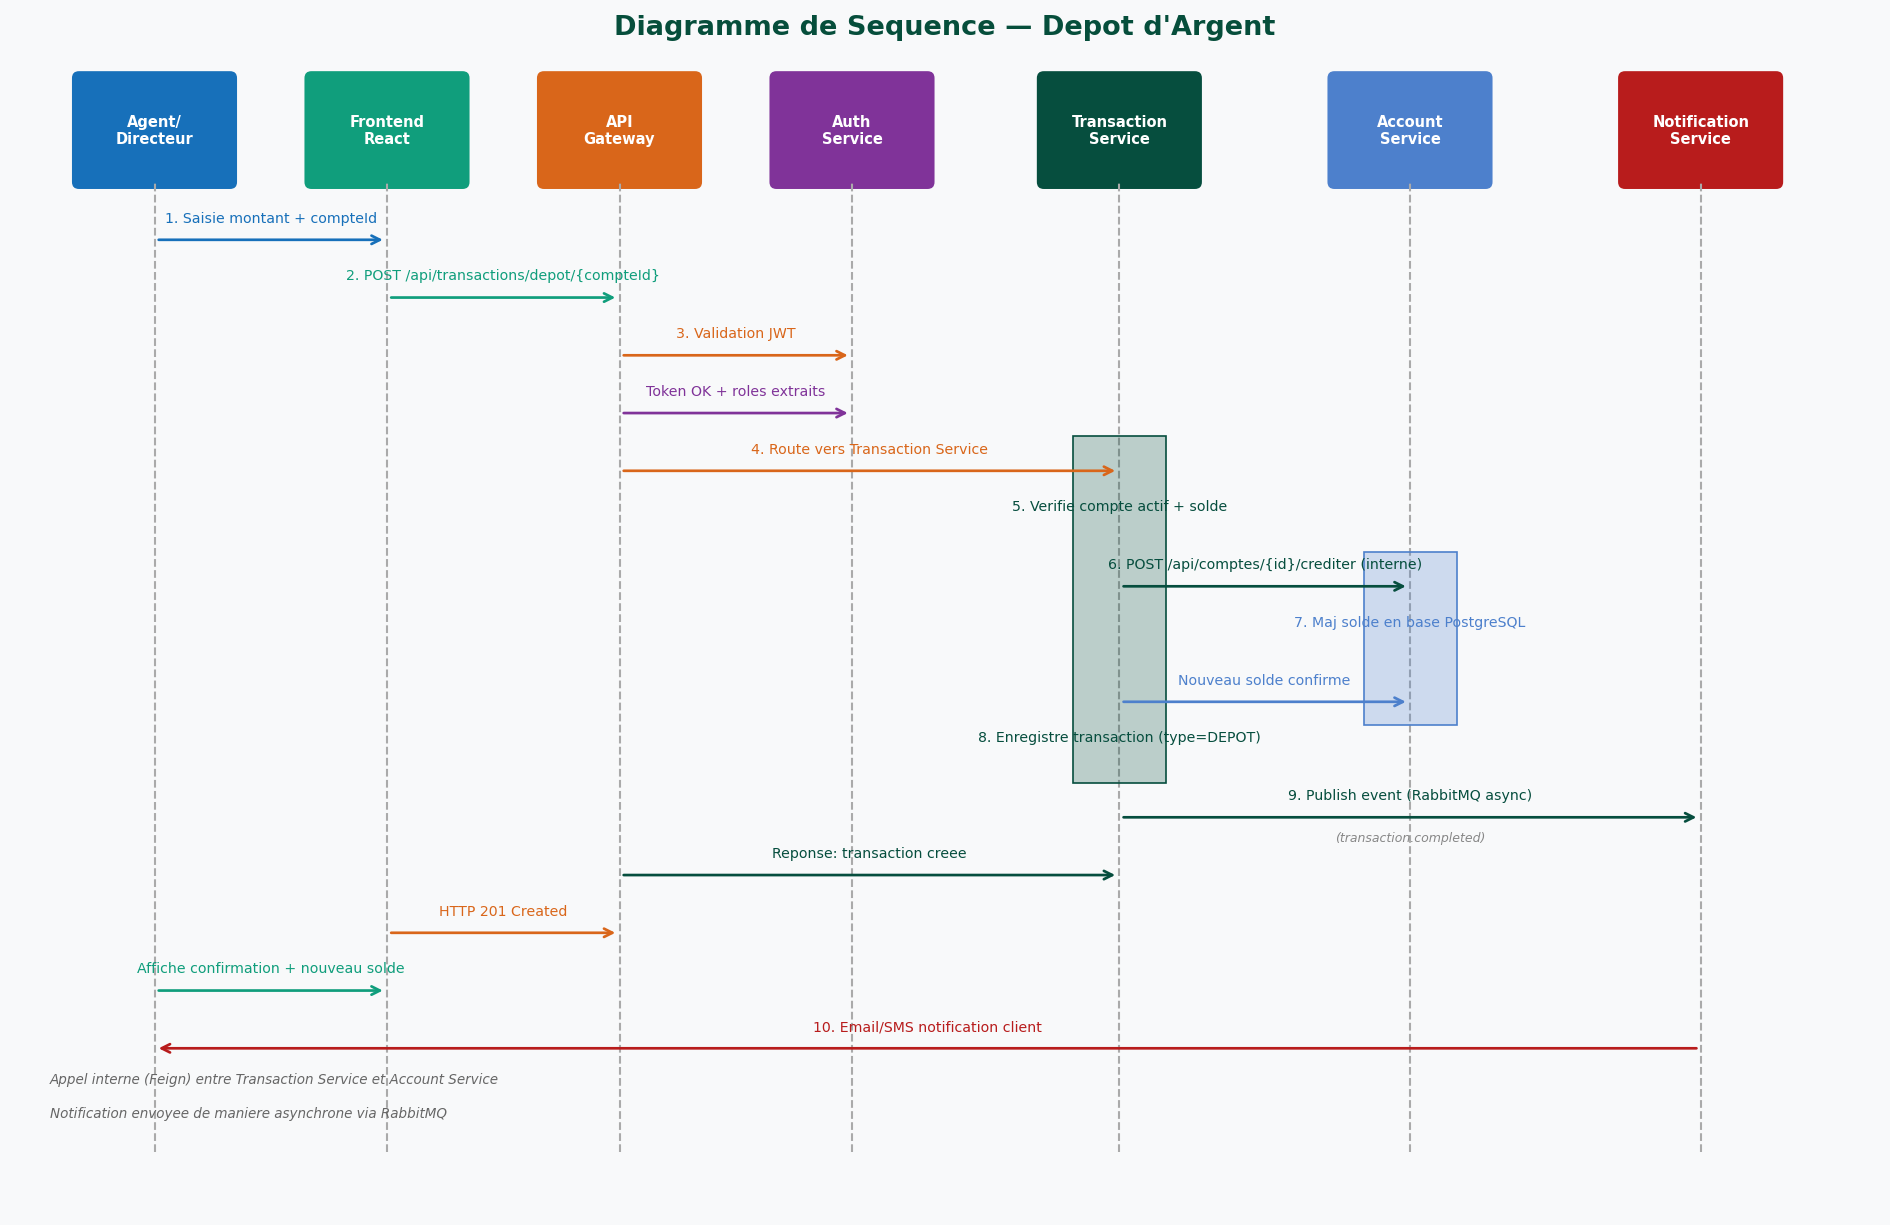 Diagramme de Sequence — Depot d'Argent
Agent/
Directeur
Frontend
React
API
Gateway
Auth
Service
Transaction
Service
Account
Service
Notification
Service
1. Saisie montant + compteId
2. POST /api/transactions/depot/{compteId}
3. Validation JWT
Token OK + roles extraits
4. Route vers Transaction Service
5. Verifie compte actif + solde
6. POST /api/comptes/{id}/crediter (interne)
7. Maj solde en base PostgreSQL
Nouveau solde confirme
8. Enregistre transaction (type=DEPOT)
9. Publish event (RabbitMQ async)
(transaction.completed)
Reponse: transaction creee
HTTP 201 Created
Affiche confirmation + nouveau solde
10. Email/SMS notification client
Appel interne (Feign) entre Transaction Service et Account Service
Notification envoyee de maniere asynchrone via RabbitMQ